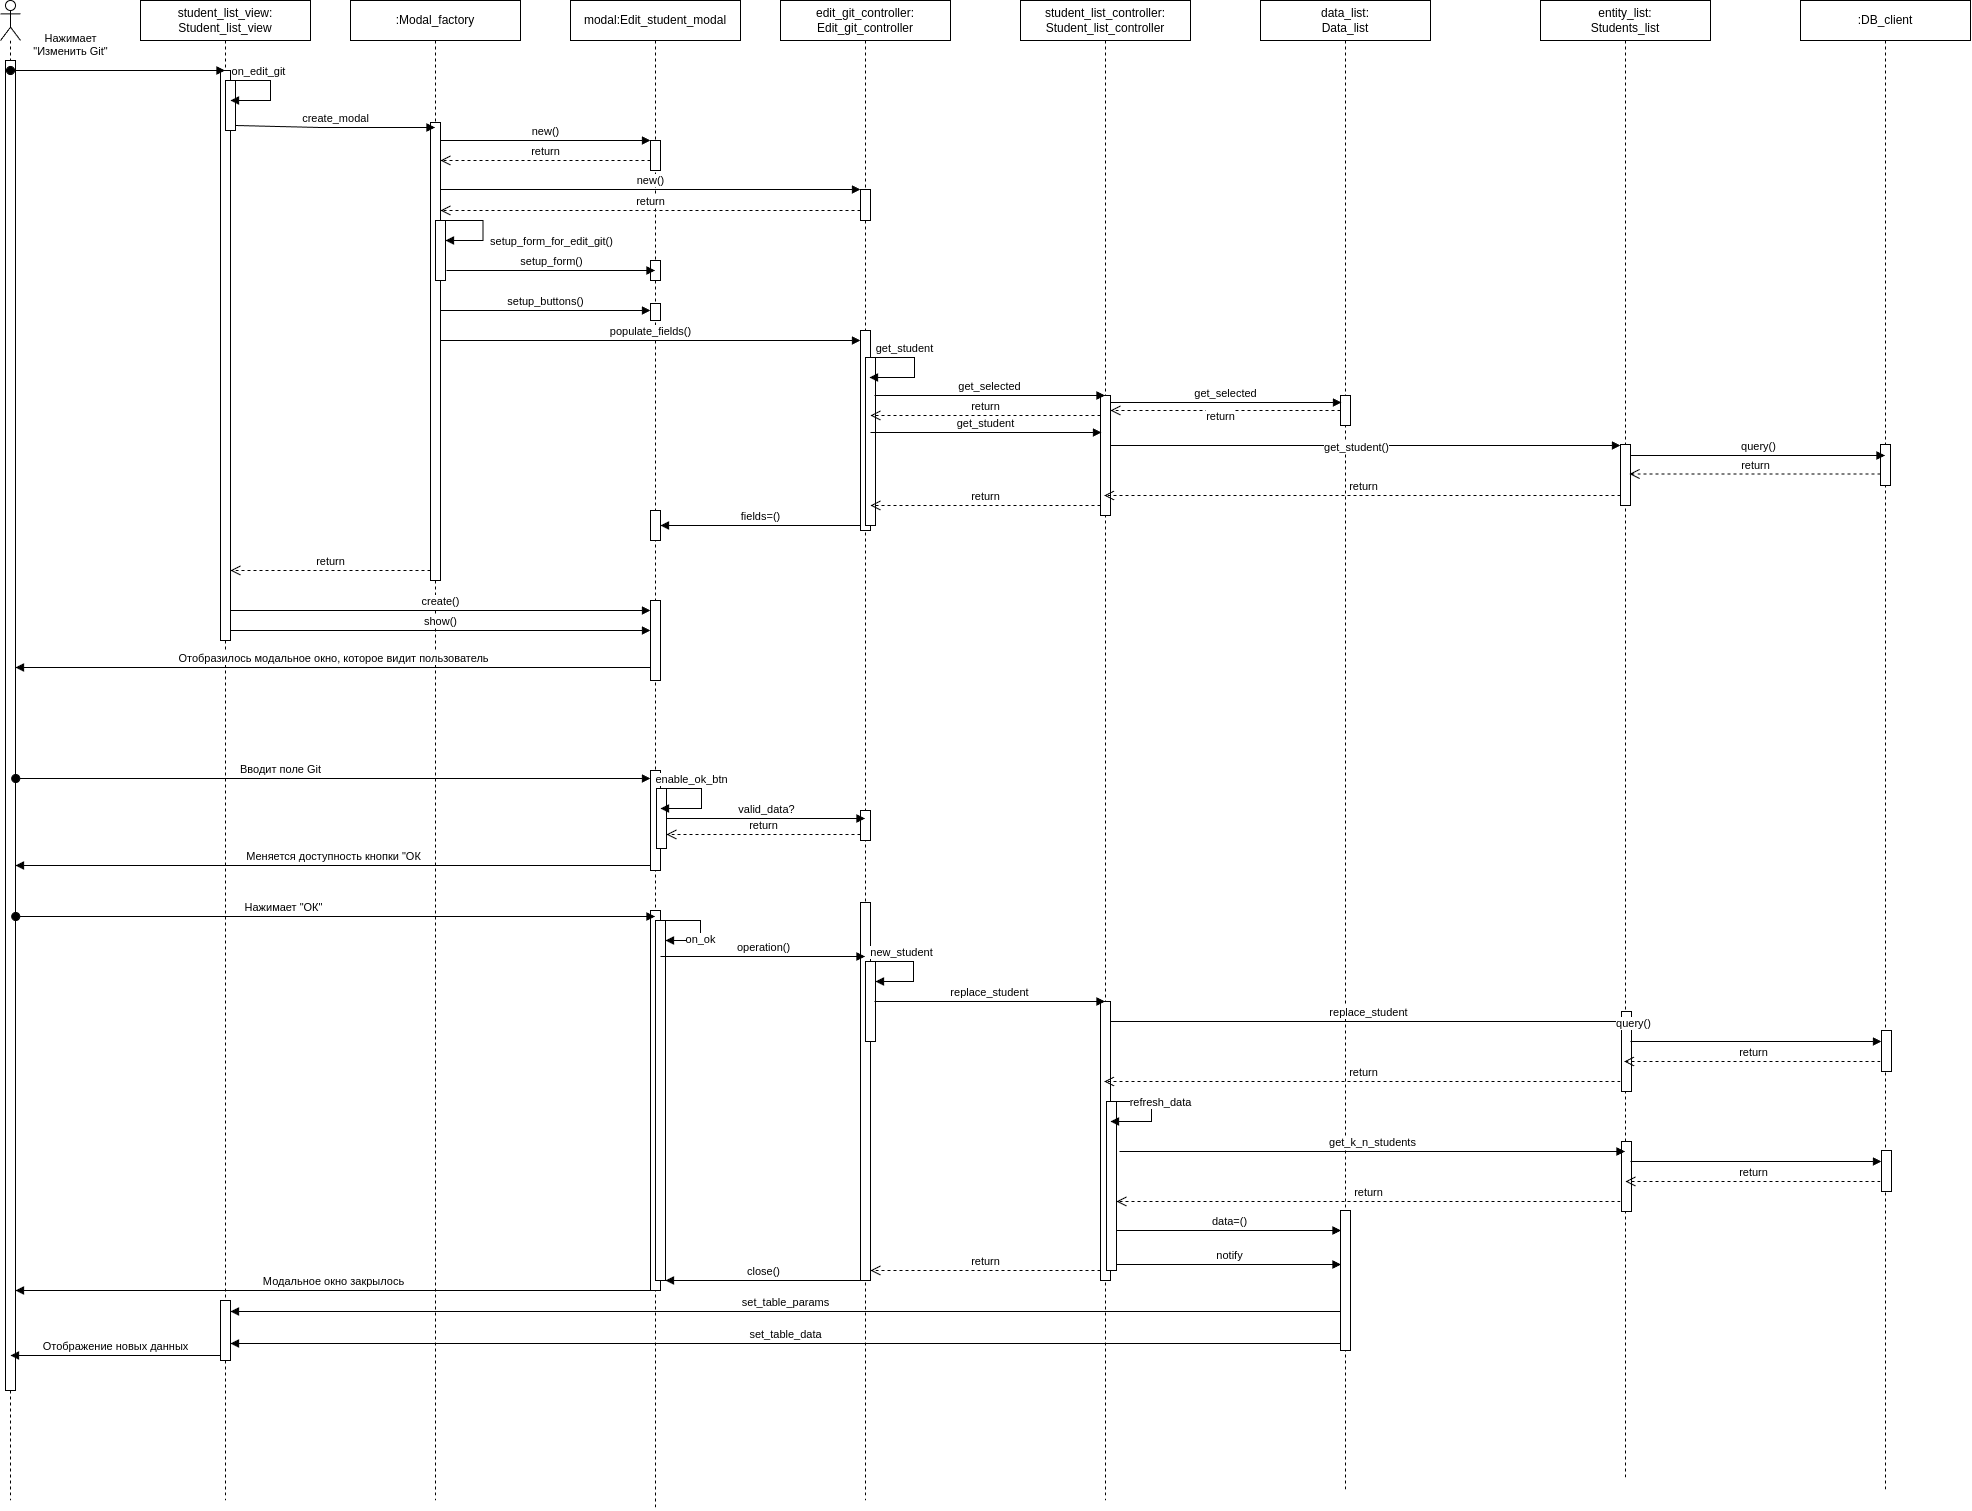 student_list_view:
Student_list_view
:Modal_factory
modal:Edit_student_modal
edit_git_controller:
Edit_git_controller
student_list_controller:
Student_list_controller
data_list:
Data_list
entity_list:
Students_list
:DB_client
Нажимает
"Изменить Git"
on_edit_git
create_modal
new()
return
new()
return
setup_form_for_edit_git()
setup_form()
setup_buttons()
populate_fields()
get_student
get_selected
get_selected
return
return
get_student
get_student()
query()
return
return
return
fields=()
return
create()
show()
Отобразилось модальное окно, которое видит пользователь
Вводит поле Git
enable_ok_btn
valid_data?
return
Меняется доступность кнопки "ОК
Нажимает "ОК"
on_ok
operation()
new_student
replace_student
replace_student
query()
return
return
refresh_data
get_k_n_students
return
return
data=()
notify
return
close()
Модальное окно закрылось
set_table_params
set_table_data
Отображение новых данных